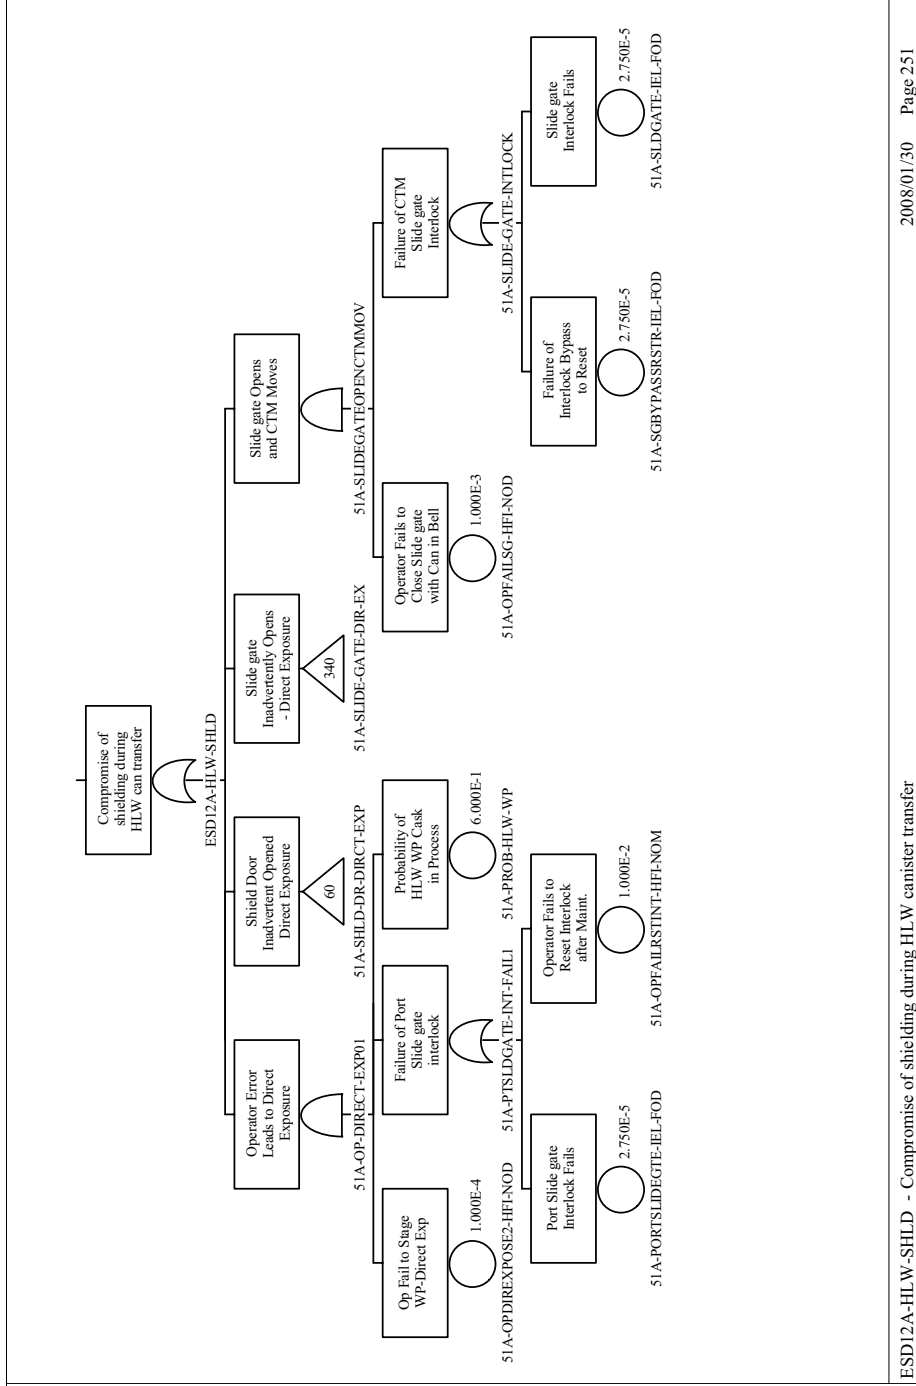 Compromise of
shielding during
HLW can transfer
ESD12A-HLW-SHLD
Operator Error
Leads to Direct
Exposure
51A-OP-DIRECT-EXP01
Shield Door
Inadvertent Opened
Direct Exposure
60
51A-SHLD-DR-DIRCT-EXP
Slide gate
Inadvertently Opens
- Direct Exposure
340
51A-SLIDE-GATE-DIR-EX
Slide gate Opens
and CTM Moves
51A-SLIDEGATEOPENCTMMOV
Op Fail to Stage
WP-Direct Exp
1.000E-4
51A-OPDIREXPOSE2-HFI-NOD
Failure of Port
Slide gate
interlock
51A-PTSLDGATE-INT-FAIL1
Probability of
HLW WP Cask
in Process
6.000E-1
51A-PROB-HLW-WP
Operator Fails to
Close Slide gate
with Can in Bell
1.000E-3
51A-OPFAILSG-HFI-NOD
Failure of CTM
Slide gate
Interlock
51A-SLIDE-GATE-INTLOCK
Port Slide gate
Interlock Fails
2.750E-5
51A-PORTSLIDEGTE-IEL-FOD
Operator Fails to
Reset Interlock
after Maint.
1.000E-2
51A-OPFAILRSTINT-HFI-NOM
Failure of
Interlock Bypass
to Reset
2.750E-5
51A-SGBYPASSRSTR-IEL-FOD
Slide gate
Interlock Fails
2.750E-5
51A-SLDGATE-IEL-FOD
ESD12A-HLW-SHLD - Compromise of shielding during HLW canister transfer
2008/01/30 Page 251